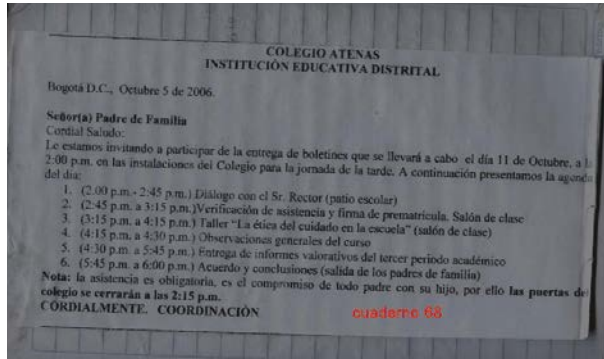 COLEGIO ATENAS
INSTITUCIÓN EDUCATIVA DISTRITAL
Bogotá D.C., Octubre 5 de 2006.
Señor(a) Padre de Familia
Cordial Saludo:
Le estamos invitando a participar de la entrega de boletines que se llevará a cabo el día 11 de Octubre, a la
2:00 p.m. en las instalaciones del Colegio para la jornada de la tarde. A continuación presentamos la agenda
del día:
1. (2.00 p.m.- 2:45 p.m.) Diálogo con el Sr. Rector (patio escolar)
2. (2:45 p.m. a 3:15 p.m.)Verificación de asistencia y firma de prematricula. Salón de clase
3. (3:15 p.m. a 4:15 p.m.) Taller "La ética del cuidado en la escuela" (salón de clase)
4. (4:15 p.m. a 4:30 p.m.) Observaciones generales del curso
5. (4:30 p.m. a 5:45 p.m.) Entrega de informes valorativos del tercer periodo académico
6. (5:45 p.m. a 6:00 p.m.) Acuerdo y conclusiones (salida de los padres de familia)
Nota: la asistencia es obligatoria, es el compromiso de todo padre con su hijo, por ello las puertas del
colegio se cerrarán a las 2:15 p.m.
CORDIALMENTE. COORDINACIÓN
cuaderno 68